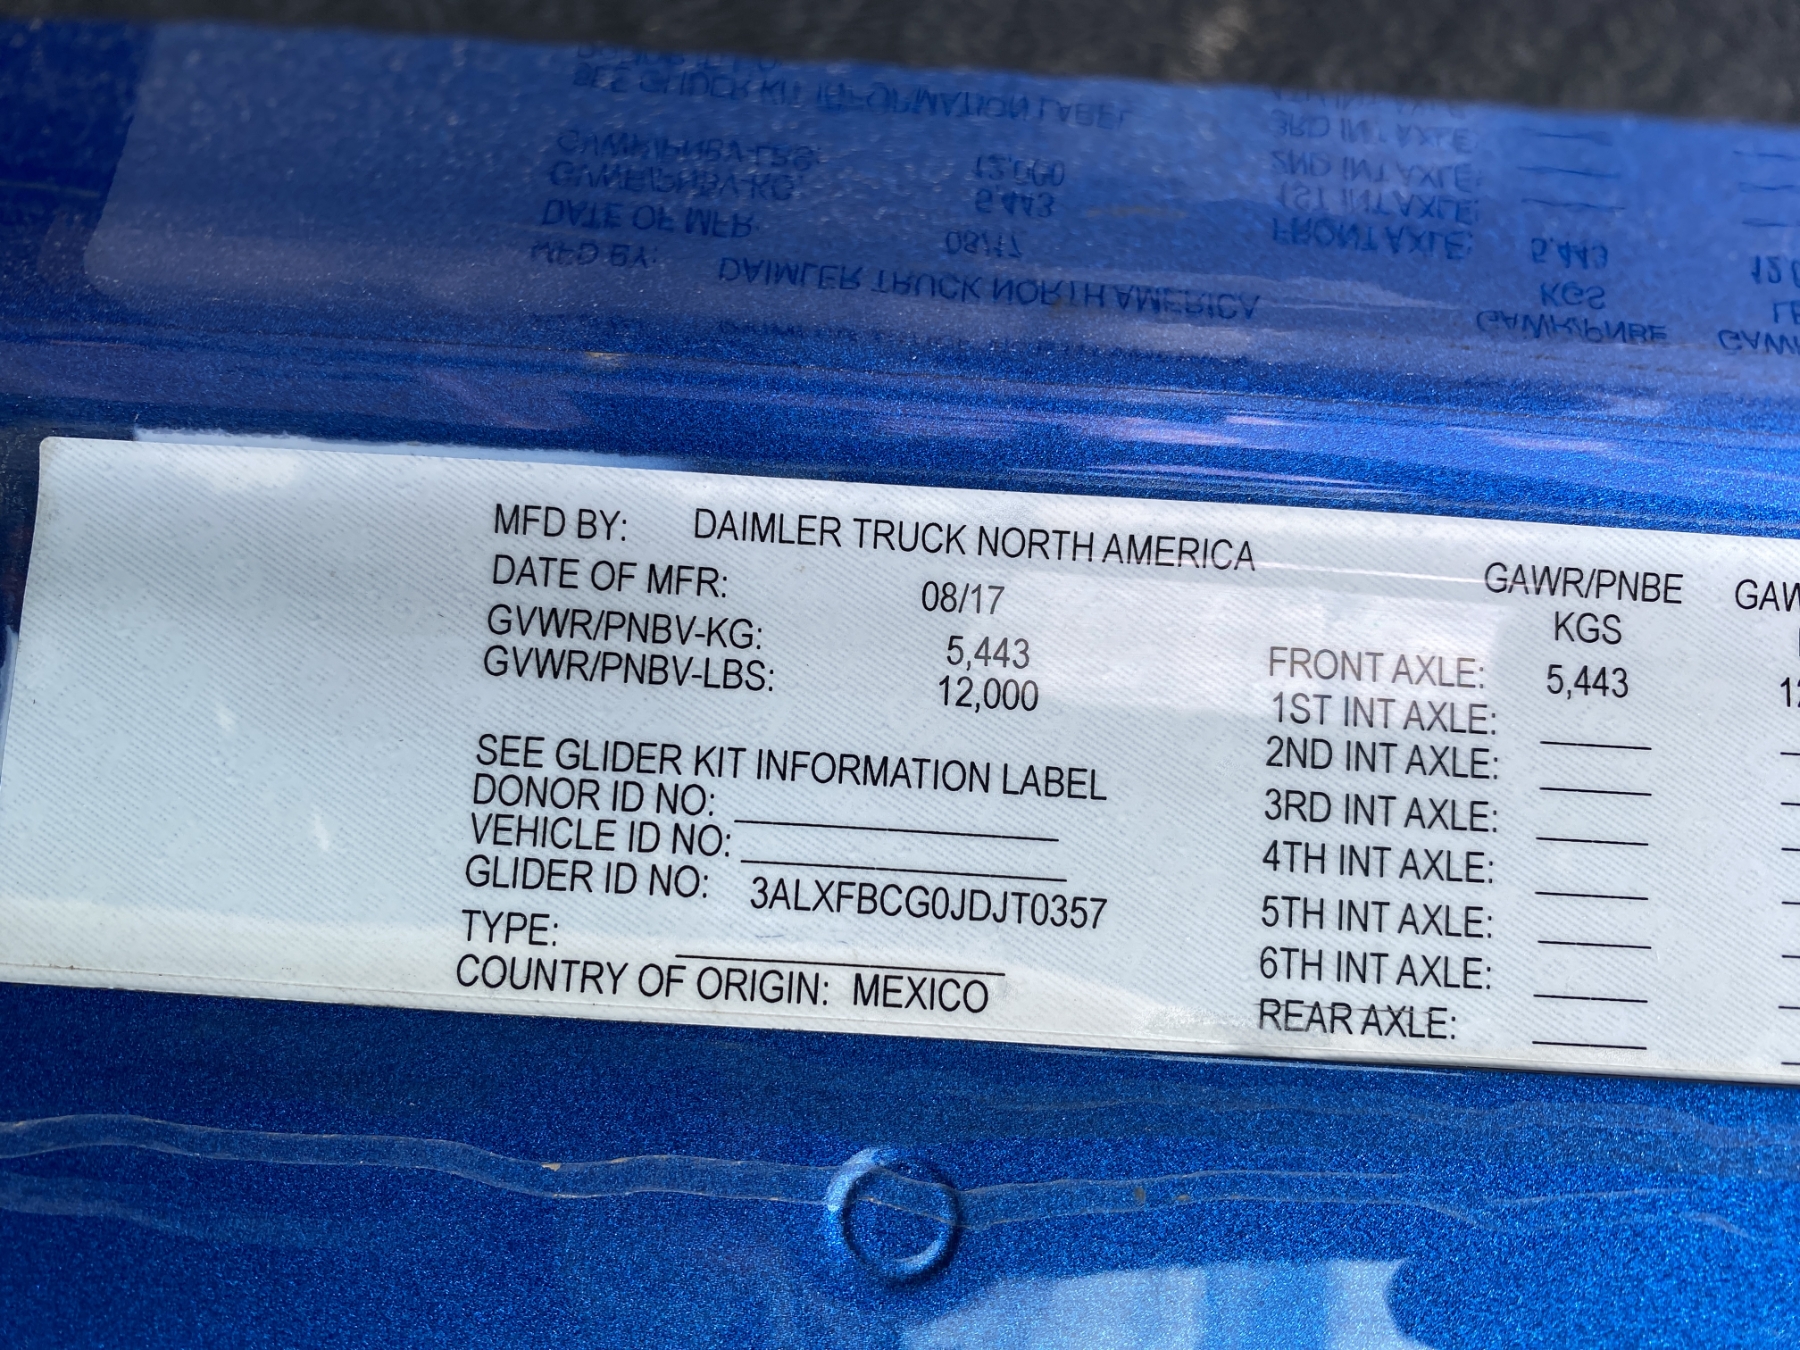 MFD BY: DAIMLER TRUCK NORTH AMERICA
DATE OF MFR: 08/17
GVWR/PNBV-KG: 5,443
GVWR/PNBV-LBS: 12,000
SEE GLIDER KIT INFORMATION LABEL
DONOR ID NO:
VEHICLE ID NO:
GLIDER ID NO: 3ALXFBCG0JDJT0357
TYPE:
COUNTRY OF ORIGIN: MEXICO
GAWR/PNBE
KGS
FRONT AXLE: 5,443
1ST INT AXLE:
2ND INT AXLE:
3RD INT AXLE:
4TH INT AXLE:
5TH INT AXLE:
6TH INT AXLE:
REAR AXLE: